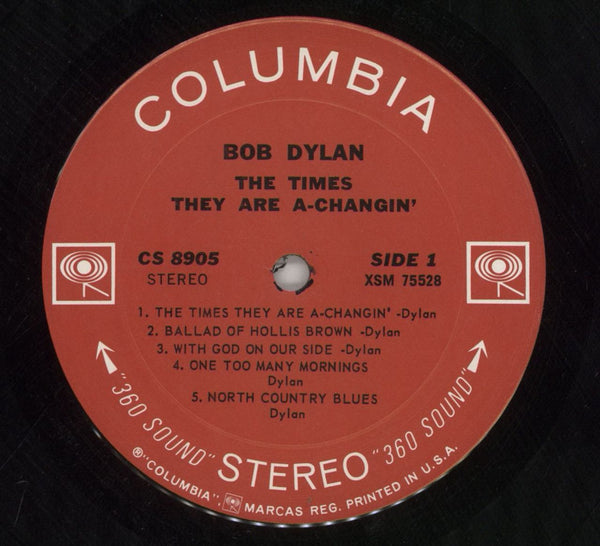 COLUMBIA
BOB DYLAN
THE TIMES
THEY ARE A-CHANGIN'
CS 8905
STEREO
SIDE 1
XSM 75528
1. THE TIMES THEY ARE A-CHANGIN' -Dylan
2. BALLAD OF HOLLIS BROWN -Dylan
3. WITH GOD ON OUR SIDE -Dylan
4. ONE TOO MANY MORNINGS
Dylan
5. NORTH COUNTRY BLUES
Dylan
"360 SOUND" STEREO "360 SOUND"
®"COLUMBIA", MARCAS REG. PRINTED IN U.S.A.